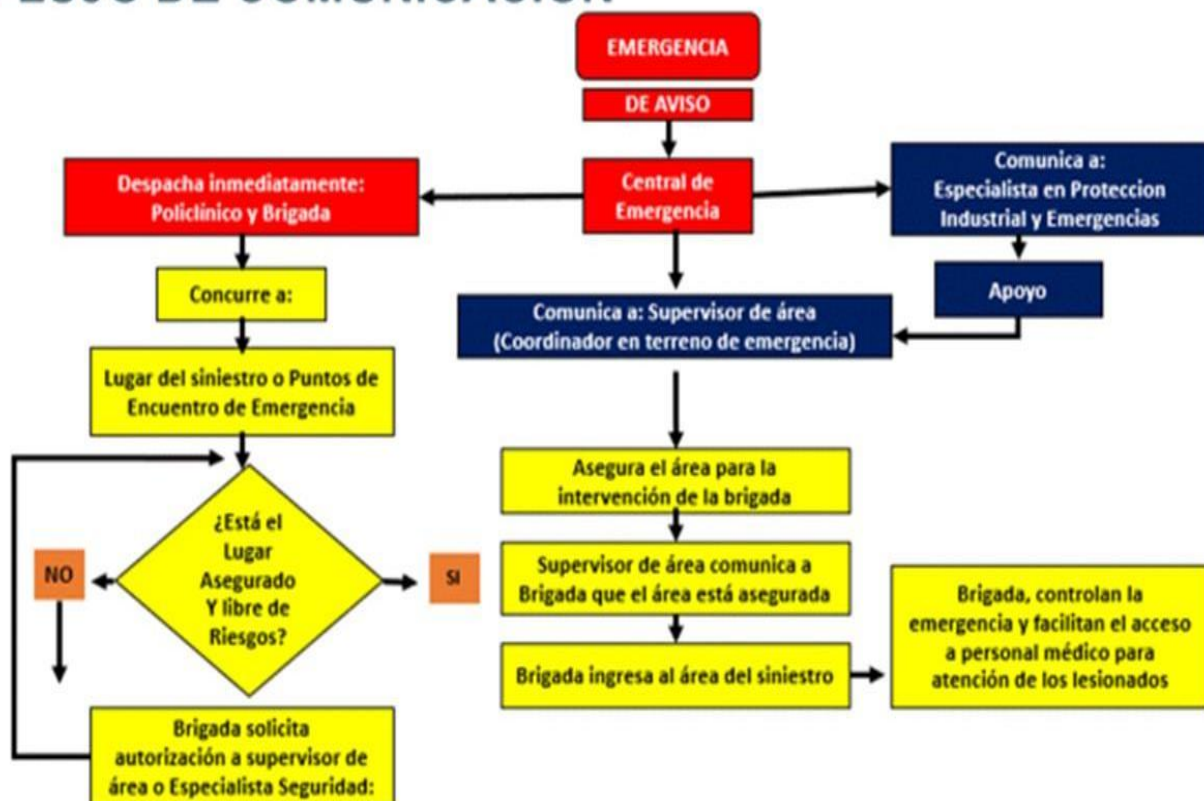 DE COMUNICACIÓN
EMERGENCIA
DE AVISO
Central de
Emergencia
Despacha inmediatamente:
Policlínico y Brigada
Comunica a:
Especialista en Proteccion
Industrial y Emergencias
Concurre a:
Apoyo
Comunica a: Supervisor de área
(Coordinador en terreno de emergencia)
Lugar del siniestro o Puntos de
Encuentro de Emergencia
¿Está el
Lugar
Asegurado
Y libre de
Riesgos?
NO
SI
Brigada solicita
autorización a supervisor de
área o Especialista Seguridad:
Asegura el área para la
intervención de la brigada
Supervisor de área comunica a
Brigada que el área está asegurada
Brigada ingresa al área del siniestro
Brigada, controlan la
emergencia y facilitan el acceso
a personal médico para
atención de los lesionados